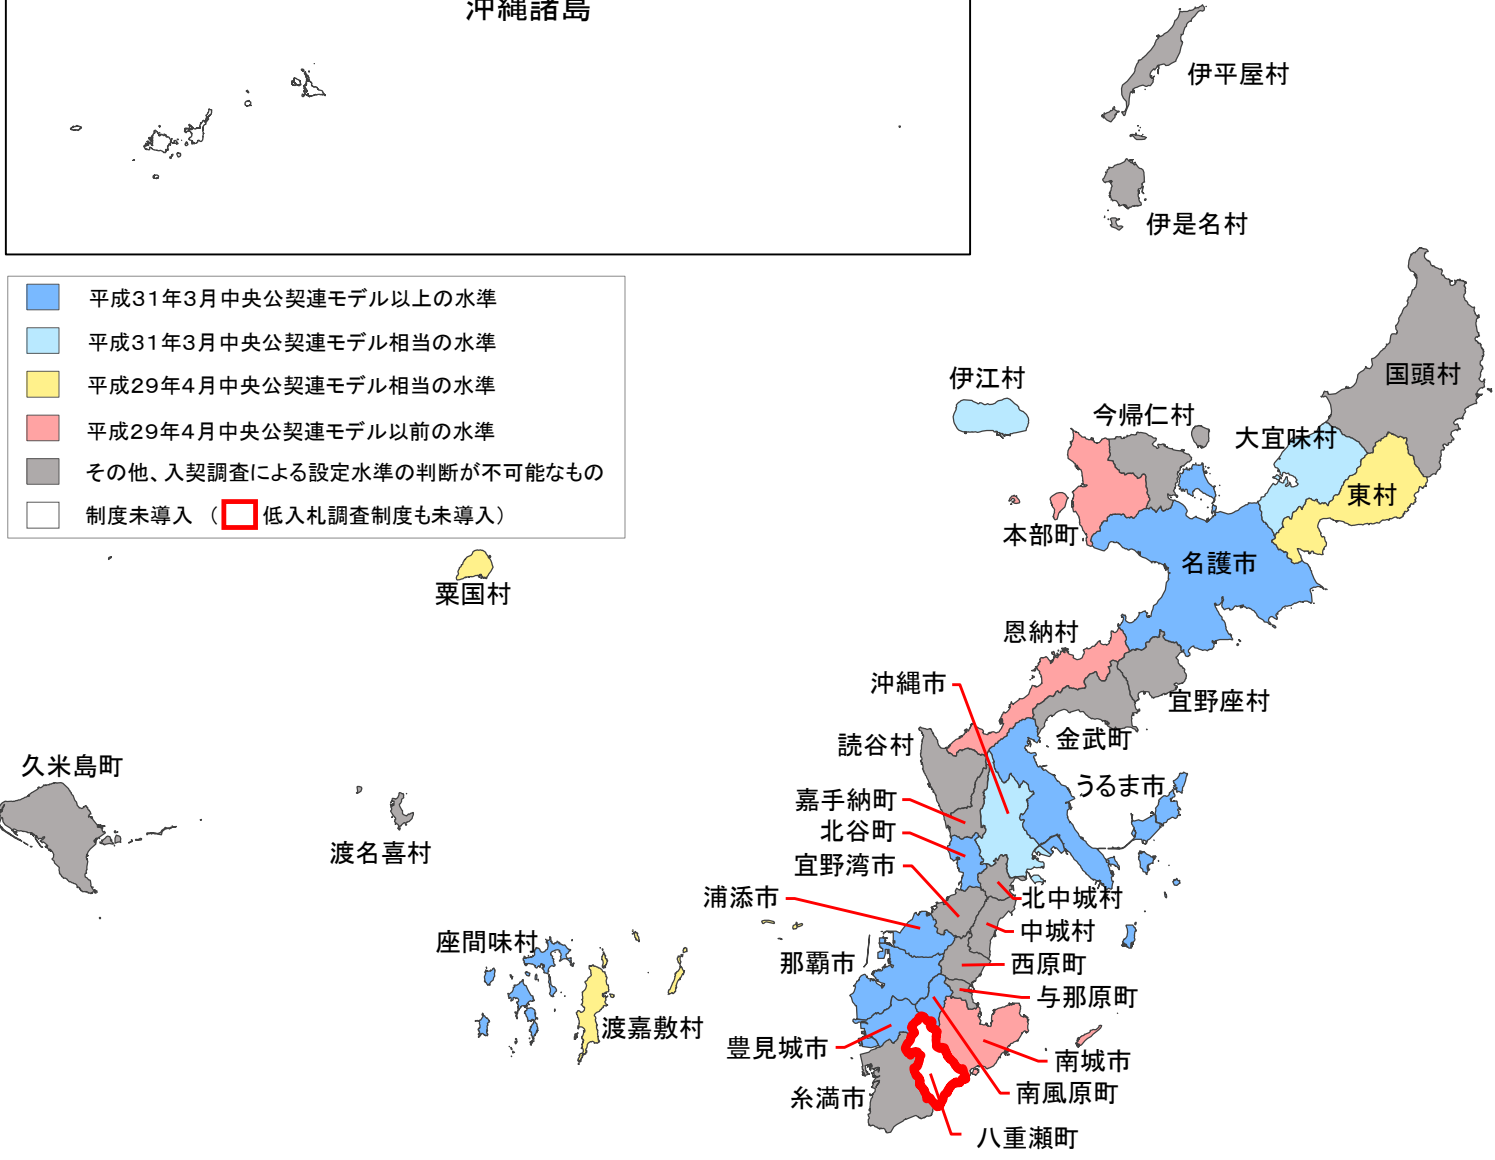 沖縄諸島
伊平屋村
伊是名村
平成31年3月中央公契連モデル以上の水準
平成31年3月中央公契連モデル相当の水準
平成29年4月中央公契連モデル相当の水準
平成29年4月中央公契連モデル以前の水準
その他、入契調査による設定水準の判断が不可能なもの
制度未導入 （ 低入札調査制度も未導入）
国頭村
伊江村
今帰仁村
大宜味村
東村
本部町
名護市
粟国村
恩納村
沖縄市
宜野座村
読谷村
金武町
久米島町
うるま市
嘉手納町
北谷町
渡名喜村
宜野湾市
浦添市
北中城村
中城村
座間味村
那覇市
西原町
与那原町
渡嘉敷村
豊見城市
南城市
糸満市
南風原町
八重瀬町